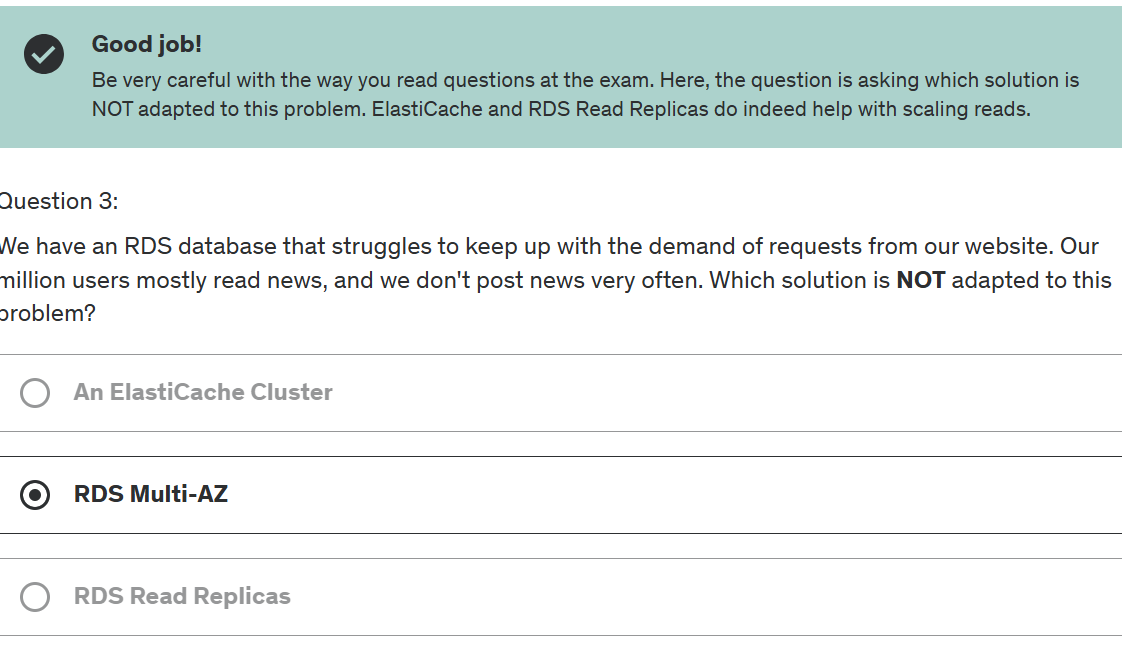 Good job!
Be very careful with the way you read questions at the exam. Here, the question is asking which solution is
NOT adapted to this problem. ElastiCache and RDS Read Replicas do indeed help with scaling reads.
Question 3:
We have an RDS database that struggles to keep up with the demand of requests from our website. Our
million users mostly read news, and we don't post news very often. Which solution is NOT adapted to this
problem?
An ElastiCache Cluster
RDS Multi-AZ
RDS Read Replicas